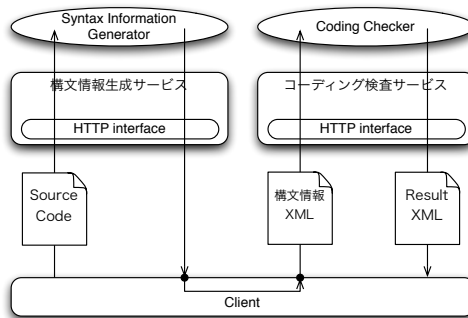 Syntax Information
Generator
Coding Checker
構文情報生成サービス
コーディング検査サービス
HTTP interface
HTTP interface
Source
Code
構文情報
XML
Result
XML
Client